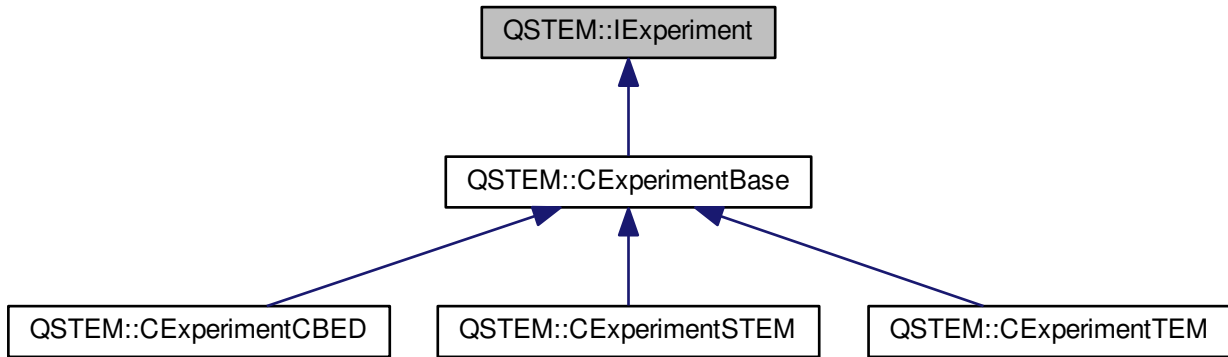 QSTEM::IExperiment
QSTEM::CExperimentBase
QSTEM::CExperimentCBED
QSTEM::CExperimentSTEM
QSTEM::CExperimentTEM